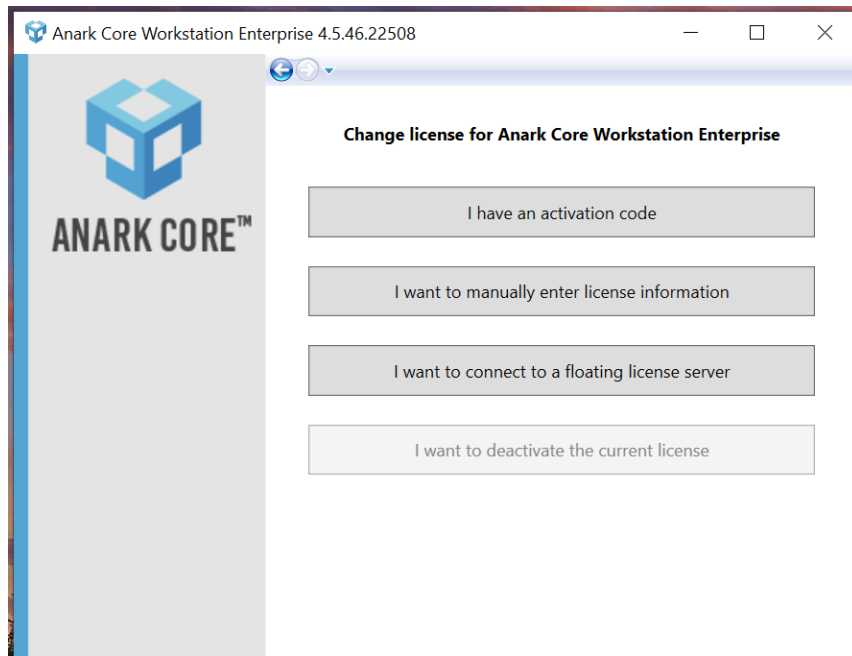 Anark Core Workstation Enterprise 4.5.46.22508
ANARK CORE™
Change license for Anark Core Workstation Enterprise
I have an activation code
I want to manually enter license information
I want to connect to a floating license server
I want to deactivate the current license